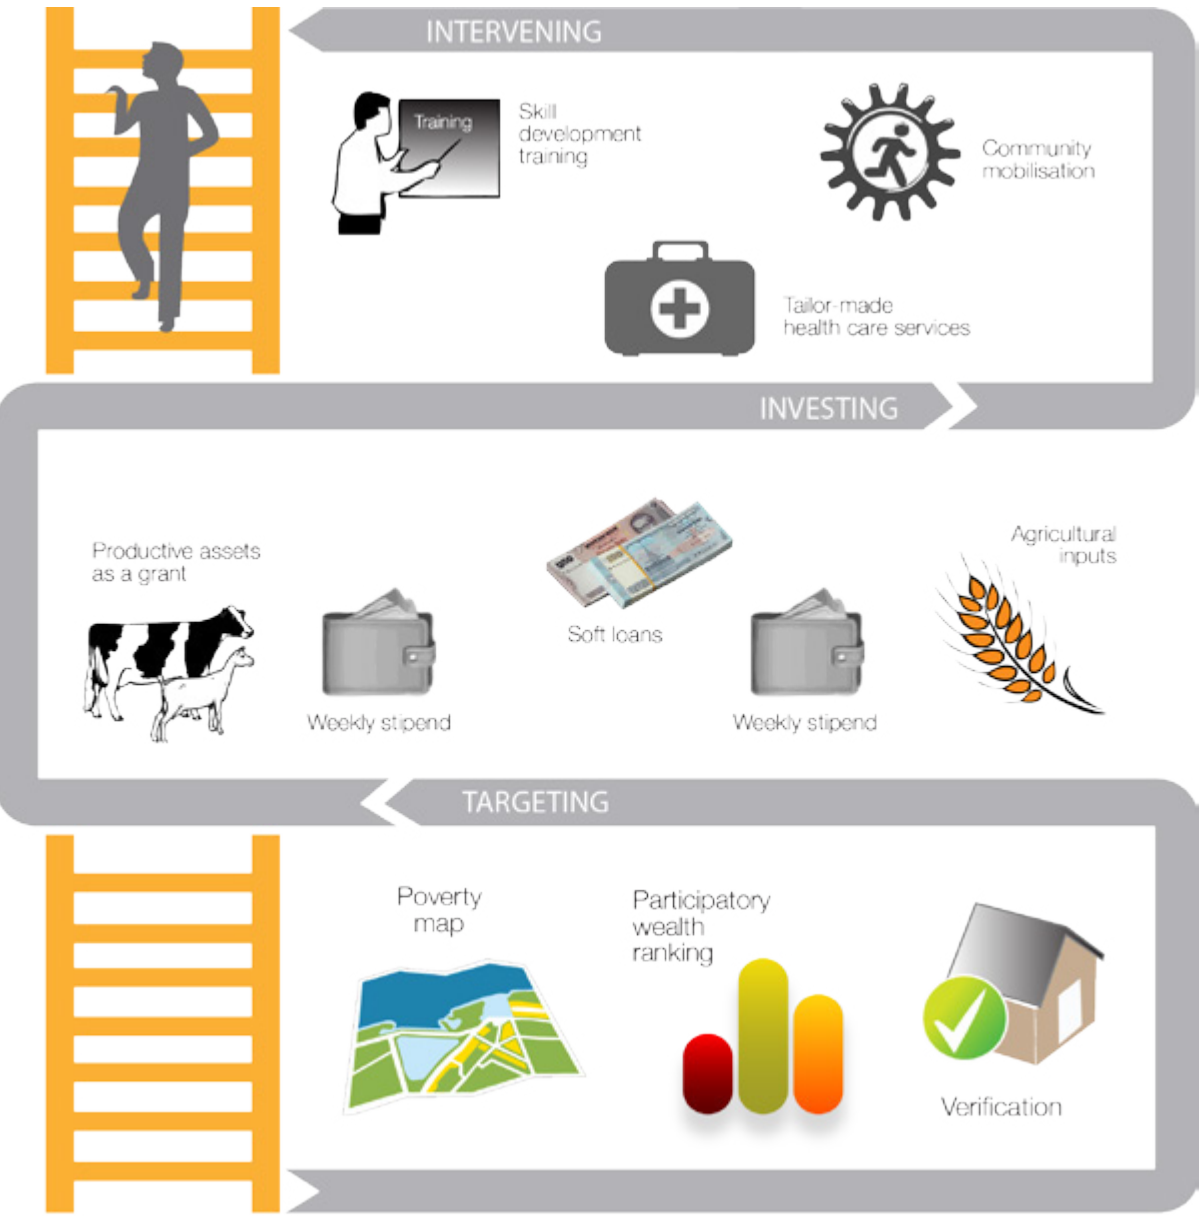 INTERVENING
Training
Skill
development
training
Community
mobilisation
Tailor-made
health care services
INVESTING
Productive assets
as a grant
Weekly stipend
Soft loans
Weekly stipend
Agricultural
inputs
TARGETING
Poverty
map
Participatory
wealth
ranking
Verification